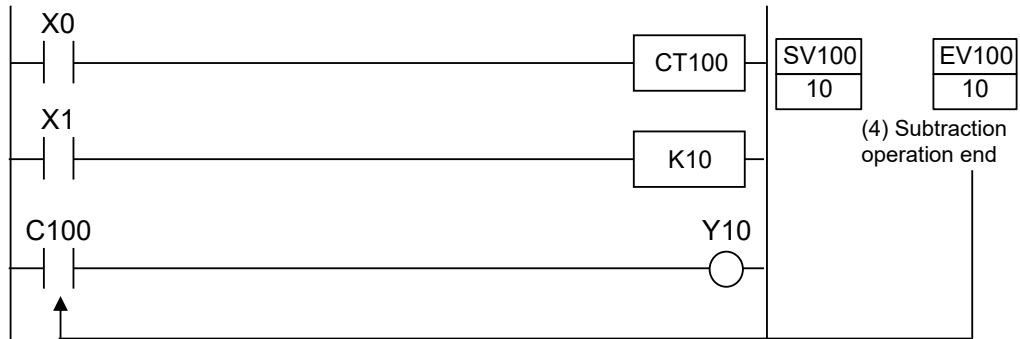 X0
CT100
SV100
10
EV100
10
(4) Subtraction
operation end
X1
K10
C100
Y10